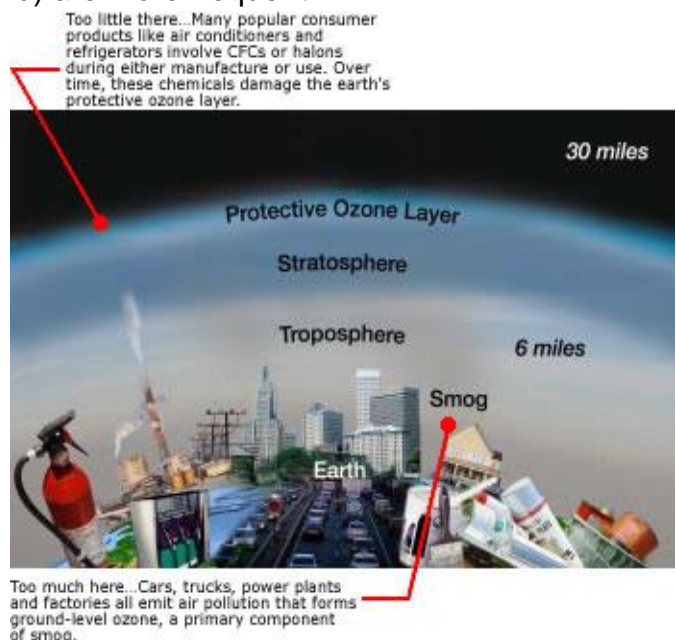 Too little there...Many popular consumer
products like air conditioners and
refrigerators involve CFCs or halons
during either manufacture or use. Over
time, these chemicals damage the earth's
protective ozone layer.
30 miles
Protective Ozone Layer
Stratosphere
Troposphere
6 miles
Smog
Earth
Too much here...Cars, trucks, power plants
and factories all emit air pollution that forms
ground-level ozone, a primary component
of smog.